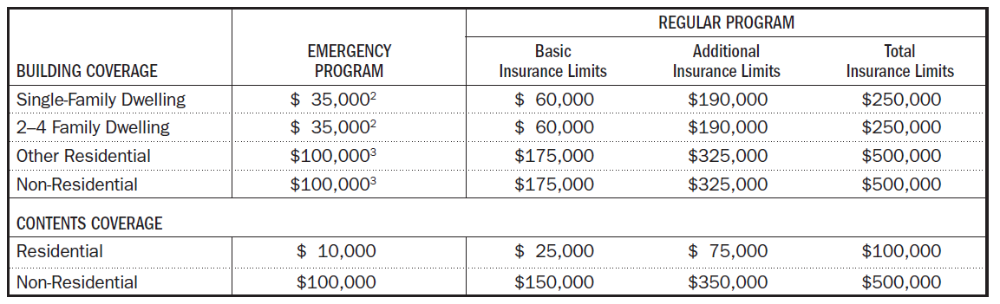 REGULAR PROGRAM
BUILDING COVERAGE EMERGENCY PROGRAM Basic Insurance Limits Additional Insurance Limits Total Insurance Limits
Single-Family Dwelling $ 35,000² $ 60,000 $190,000 $250,000
2–4 Family Dwelling $ 35,000² $ 60,000 $190,000 $250,000
Other Residential $100,000³ $175,000 $325,000 $500,000
Non-Residential $100,000³ $175,000 $325,000 $500,000
CONTENTS COVERAGE
Residential $ 10,000 $ 25,000 $ 75,000 $100,000
Non-Residential $100,000 $150,000 $350,000 $500,000